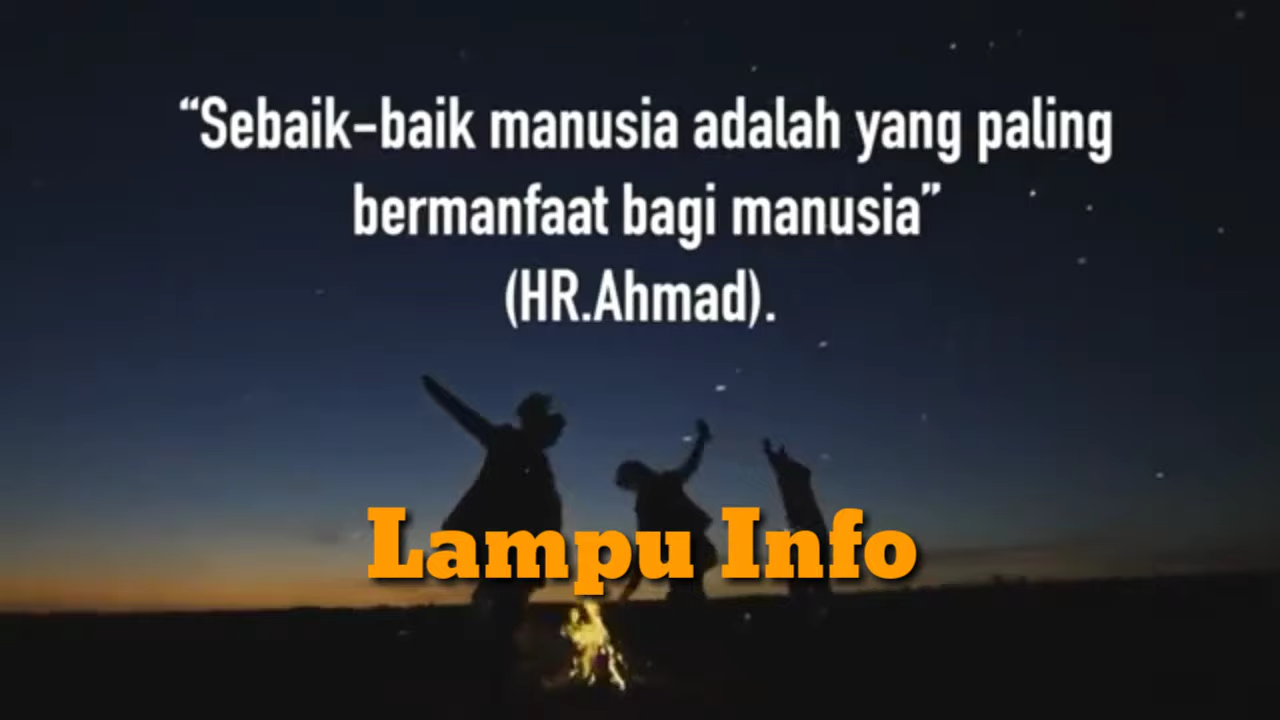 “Sebaik-baik manusia adalah yang paling
bermanfaat bagi manusia”
(HR.Ahmad).
Lampu Info